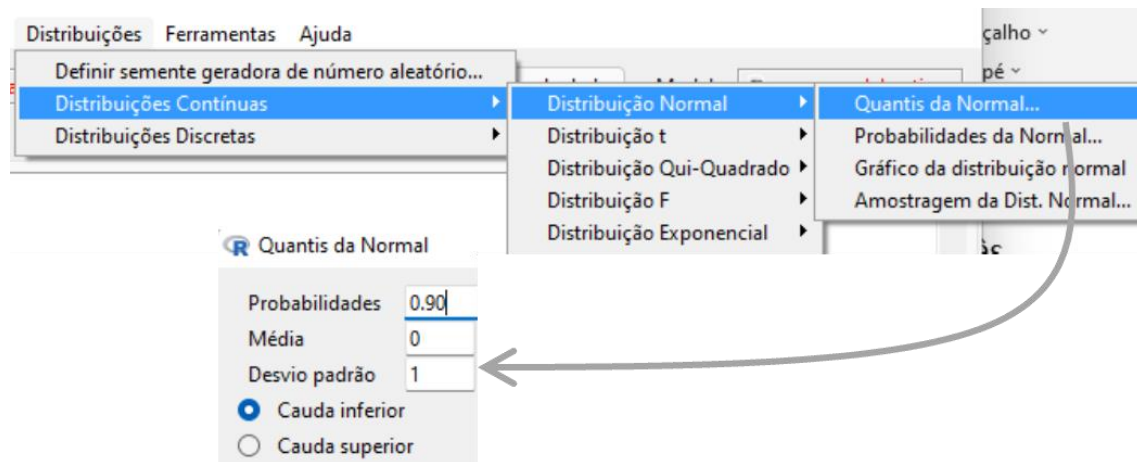 Distribuições Ferramentas Ajuda
çalho
Definir semente geradora de número aleatório...
pé
Distribuições Contínuas
Distribuição Normal
Quantis da Normal...
Distribuições Discretas
Distribuição t
Probabilidades da Normal...
Distribuição Qui-Quadrado
Gráfico da distribuição normal
Distribuição F
Amostragem da Dist. Normal...
Distribuição Exponencial
Quantis da Normal
Probabilidades 0.90
Média 0
Desvio padrão 1
Cauda inferior
Cauda superior